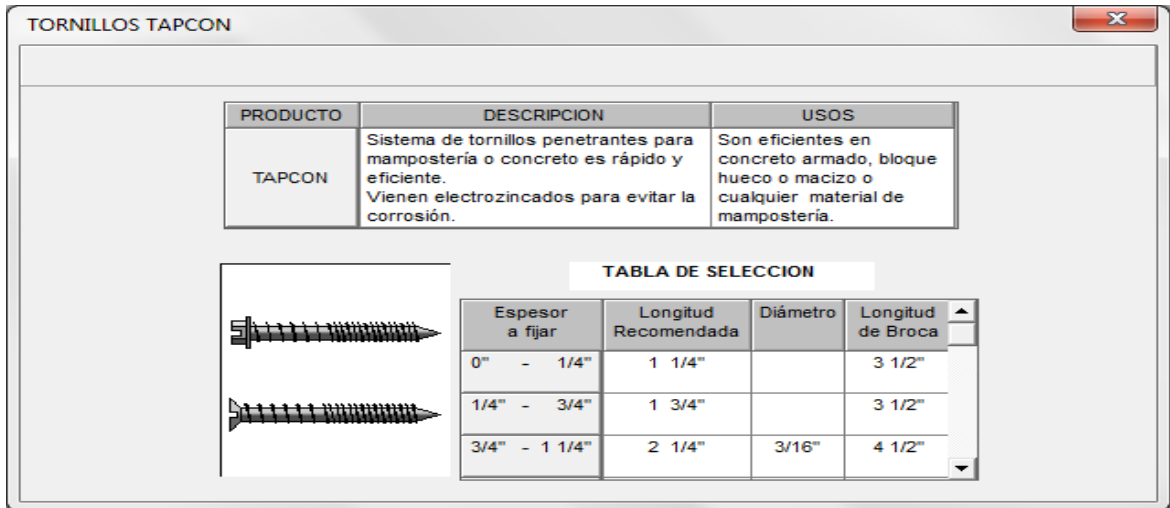 TORNILLOS TAPCON
PRODUCTO DESCRIPCION USOS
TAPCON
Sistema de tornillos penetrantes para
mampostería o concreto es rápido y
eficiente.
Vienen electrozincados para evitar la
corrosión.
Son eficientes en
concreto armado, bloque
hueco o macizo o
cualquier material de
mampostería.
TABLA DE SELECCION
Espesor
a fijar
Longitud
Recomendada
Diámetro
Longitud
de Broca
0" - 1/4" 1 1/4" 3 1/2"
1/4" - 3/4" 1 3/4" 3 1/2"
3/4" - 1 1/4" 2 1/4" 3/16" 4 1/2"